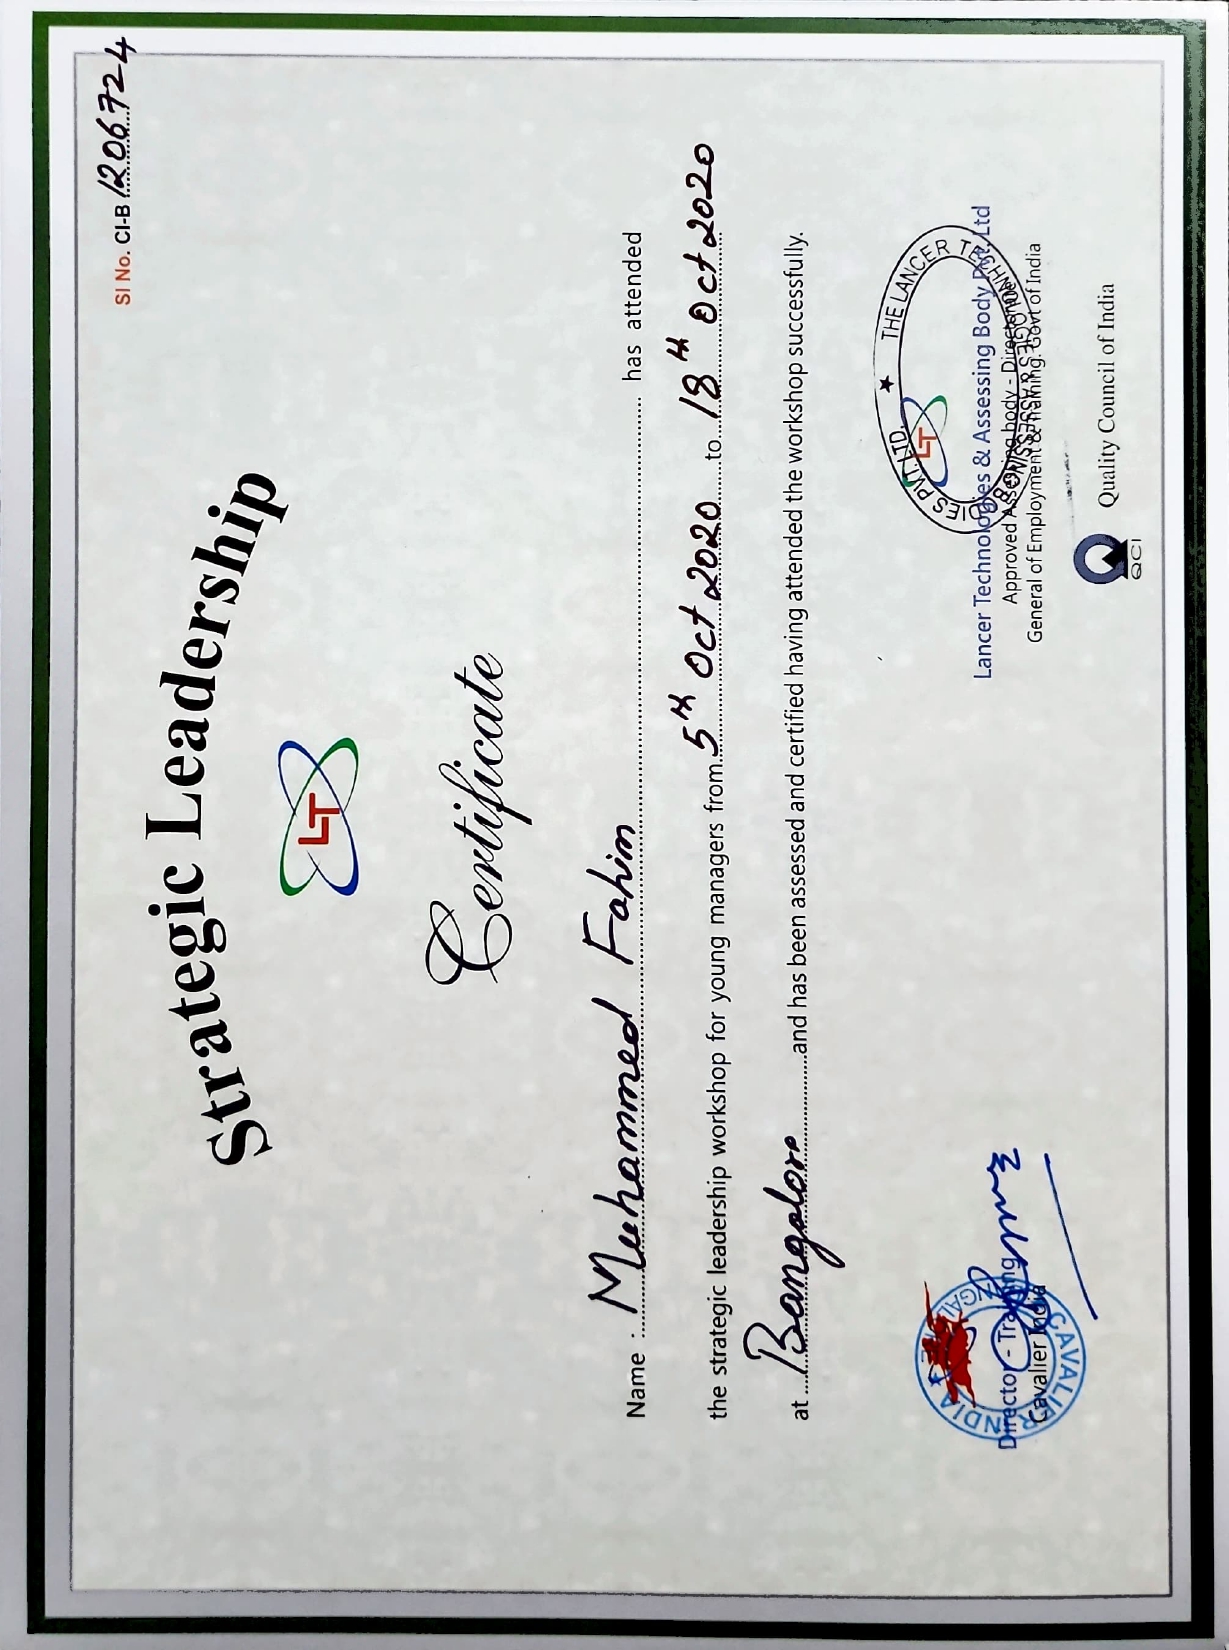 SI No. CI-B 1206724
Strategic Leadership
LT
Certificate
Name : Muhammed Fahim has attended
the strategic leadership workshop for young managers from 5th Oct 2020 to 18th Oct 2020
at Bangalore and has been assessed and certified having attended the workshop successfully.
CAVALIER INDIA ★ BANGALORE
Director - Training
Cavalier India
THE LANCER TECHNOLOGIES & ASSESSING BODIES PVT. LTD. ★
LT
Lancer Technologies & Assessing Body Pvt. Ltd
Approved Assessing body - Directorate
General of Employment & Training. Govt of India
QCI
Quality Council of India